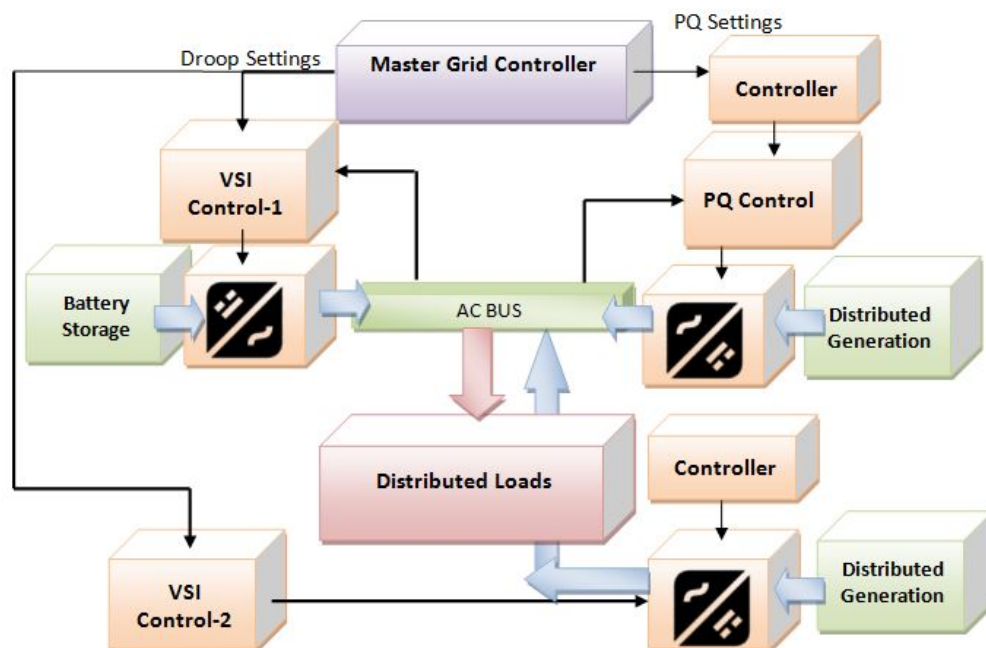 PQ Settings
Droop Settings
Master Grid Controller
Controller
VSI
Control-1
PQ Control
Battery
Storage
AC BUS
Distributed
Generation
Distributed Loads
Controller
VSI
Control-2
Distributed
Generation